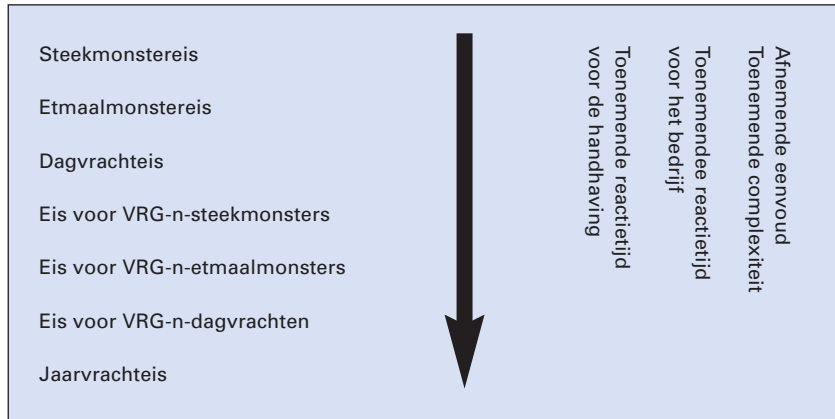 Steekmonstereis
Etmaalmonstereis
Dagvrachteis
Eis voor VRG-n-steekmonsters
Eis voor VRG-n-etmaalmonsters
Eis voor VRG-n-dagvrachten
Jaarvrachteis
Toenemende reactietijd
voor de handhaving
Toenemendee reactietijd
voor het bedrijf
Afnemende eenvoud
Toenemende complexiteit